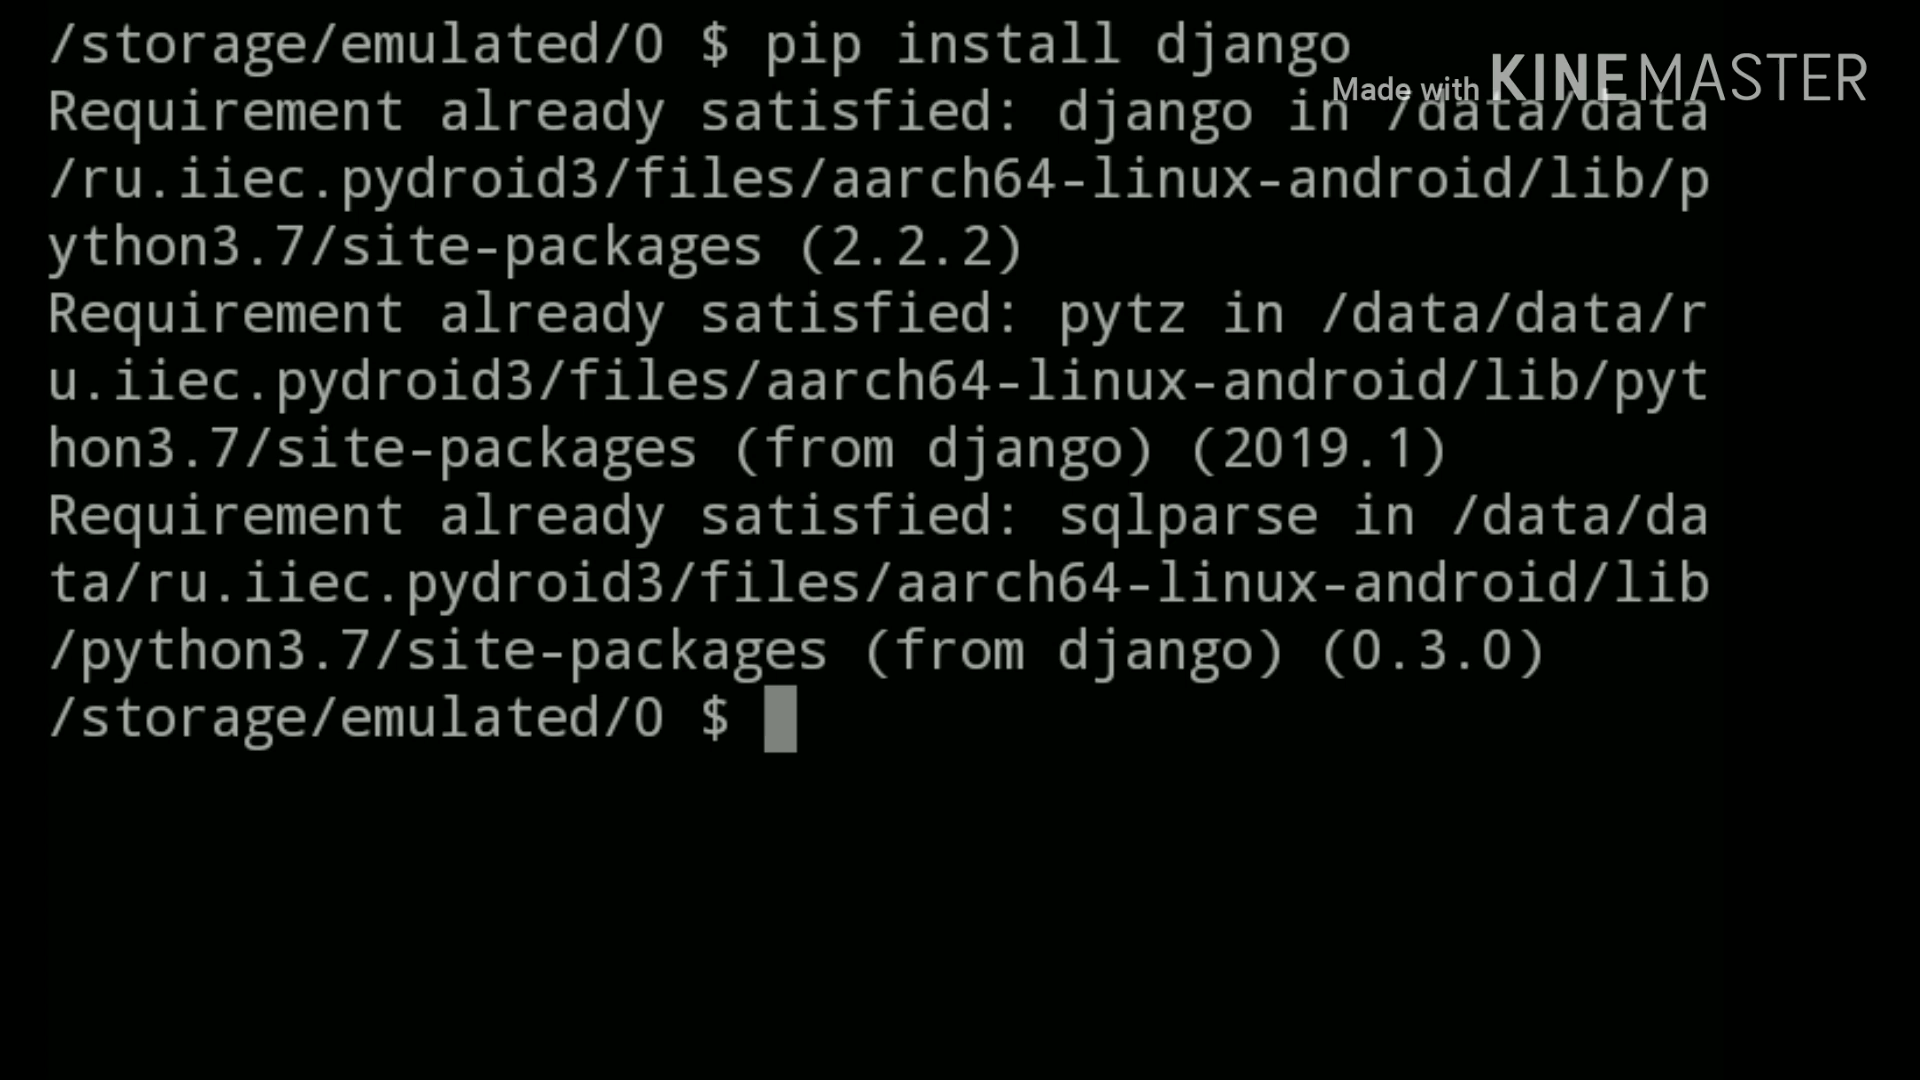 /storage/emulated/0 $ pip install django
Made with KINEMASTER
Requirement already satisfied: django in /data/data
/ru.iiec.pydroid3/files/aarch64-linux-android/lib/p
ython3.7/site-packages (2.2.2)
Requirement already satisfied: pytz in /data/data/r
u.iiec.pydroid3/files/aarch64-linux-android/lib/pyt
hon3.7/site-packages (from django) (2019.1)
Requirement already satisfied: sqlparse in /data/da
ta/ru.iiec.pydroid3/files/aarch64-linux-android/lib
/python3.7/site-packages (from django) (0.3.0)
/storage/emulated/0 $